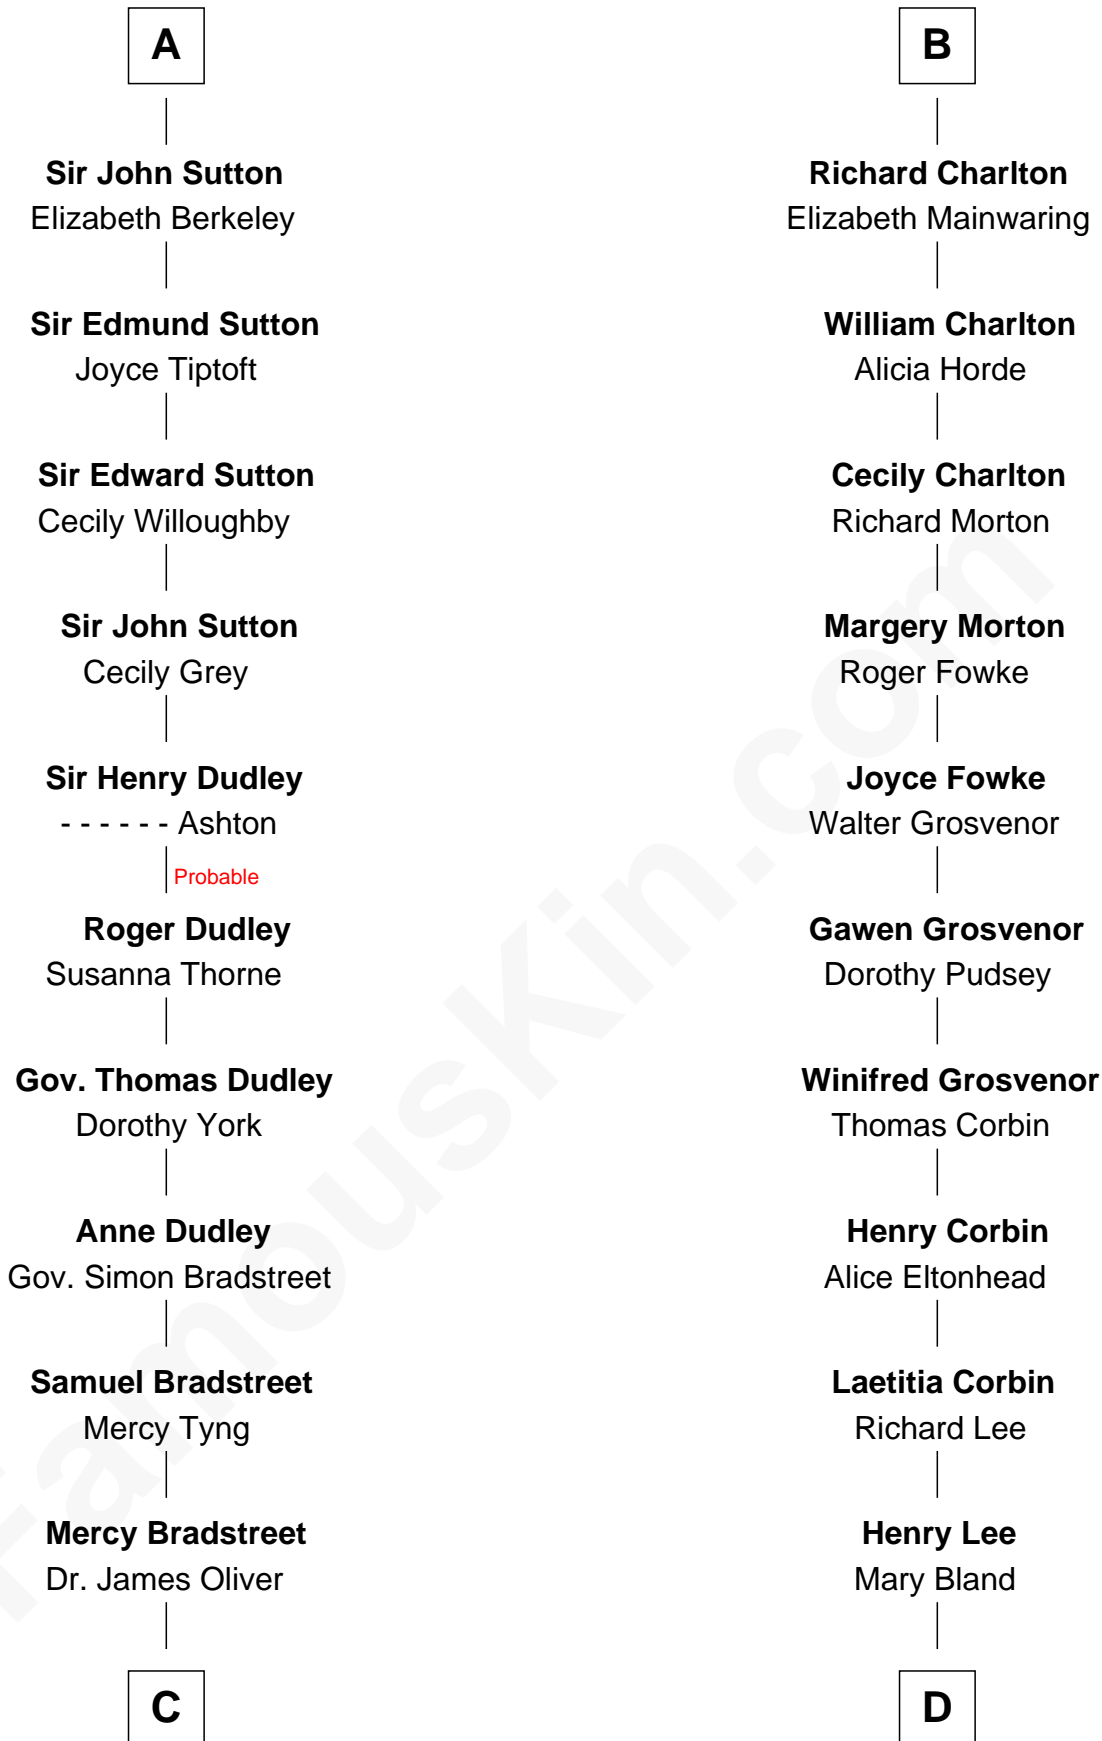 A
Sir John Sutton
Elizabeth Berkeley
Sir Edmund Sutton
Joyce Tiptoft
Sir Edward Sutton
Cecily Willoughby
Sir John Sutton
Cecily Grey
Sir Henry Dudley
- - - - - - Ashton
Probable
Roger Dudley
Susanna Thorne
Gov. Thomas Dudley
Dorothy York
Anne Dudley
Gov. Simon Bradstreet
Samuel Bradstreet
Mercy Tyng
Mercy Bradstreet
Dr. James Oliver
C
B
Richard Charlton
Elizabeth Mainwaring
William Charlton
Alicia Horde
Cecily Charlton
Richard Morton
Margery Morton
Roger Fowke
Joyce Fowke
Walter Grosvenor
Gawen Grosvenor
Dorothy Pudsey
Winifred Grosvenor
Thomas Corbin
Henry Corbin
Alice Eltonhead
Laetitia Corbin
Richard Lee
Henry Lee
Mary Bland
D
FamousKin.com